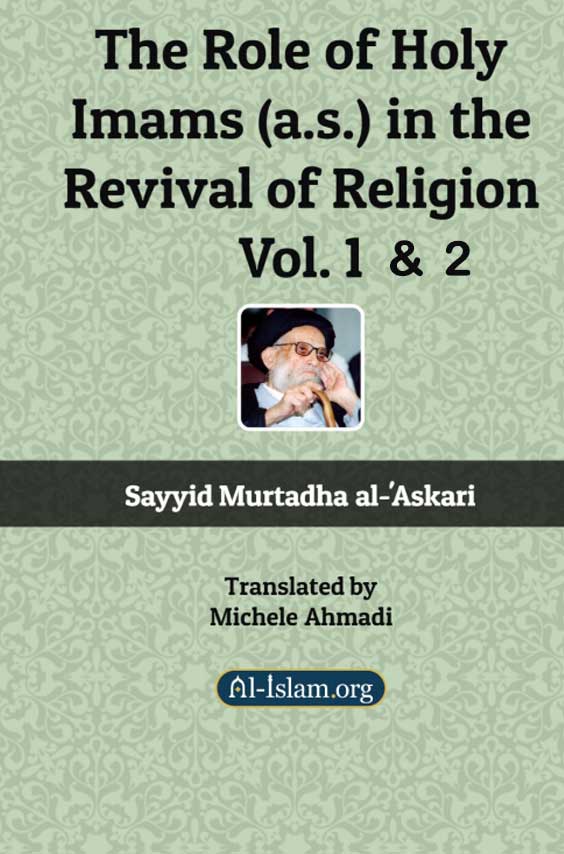 The Role of Holy
Imams (a.s.) in the
Revival of Religion
Vol. 1 & 2
Sayyid Murtadha al-'Askari
Translated by
Michele Ahmadi
Al-Islam.org